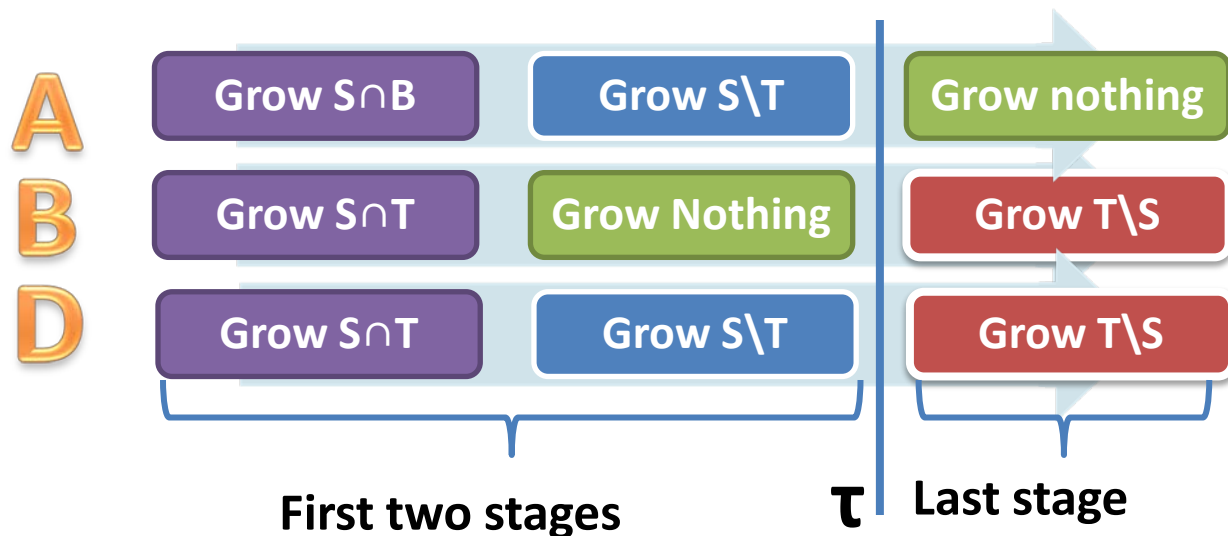 A
Grow S∩B
Grow S\T
Grow nothing
B
Grow S∩T
Grow Nothing
Grow T\S
D
Grow S∩T
Grow S\T
Grow T\S
First two stages
τ
Last stage